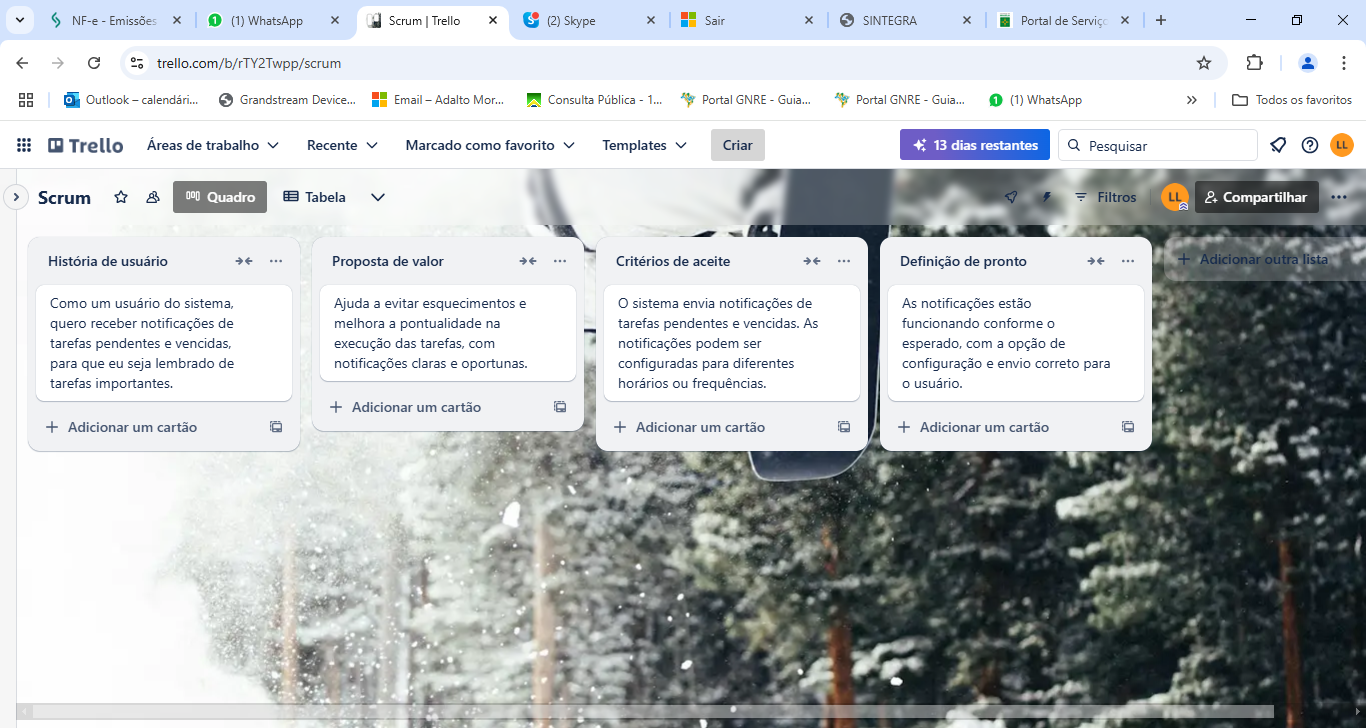 NF-e - Emissões
(1) WhatsApp
Scrum | Trello
(2) Skype
Sair
SINTEGRA
Portal de Serviço
trello.com/b/rTY2Twpp/scrum
Outlook – calendári...
Grandstream Device...
Email – Adalto Mor...
Consulta Pública - 1...
Portal GNRE - Guia...
Portal GNRE - Guia...
(1) WhatsApp
Todos os favoritos
Trello
Áreas de trabalho
Recente
Marcado como favorito
Templates
Criar
13 dias restantes
Pesquisar
LL
Scrum
Quadro
Tabela
Filtros
LL
Compartilhar
História de usuário
Como um usuário do sistema,
quero receber notificações de
tarefas pendentes e vencidas,
para que eu seja lembrado de
tarefas importantes.
Adicionar um cartão
Proposta de valor
Ajuda a evitar esquecimentos e
melhora a pontualidade na
execução das tarefas, com
notificações claras e oportunas.
Adicionar um cartão
Critérios de aceite
O sistema envia notificações de
tarefas pendentes e vencidas. As
notificações podem ser
configuradas para diferentes
horários ou frequências.
Adicionar um cartão
Definição de pronto
As notificações estão
funcionando conforme o
esperado, com a opção de
configuração e envio correto para
o usuário.
Adicionar um cartão
Adicionar outra lista